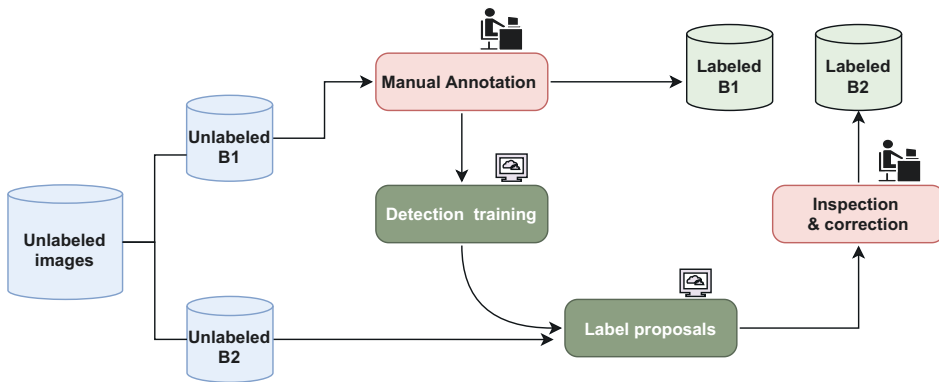 Manual Annotation
Labeled
B1
Labeled
B2
Unlabeled
B1
Detection training
Inspection
& correction
Unlabeled
images
Unlabeled
B2
Label proposals